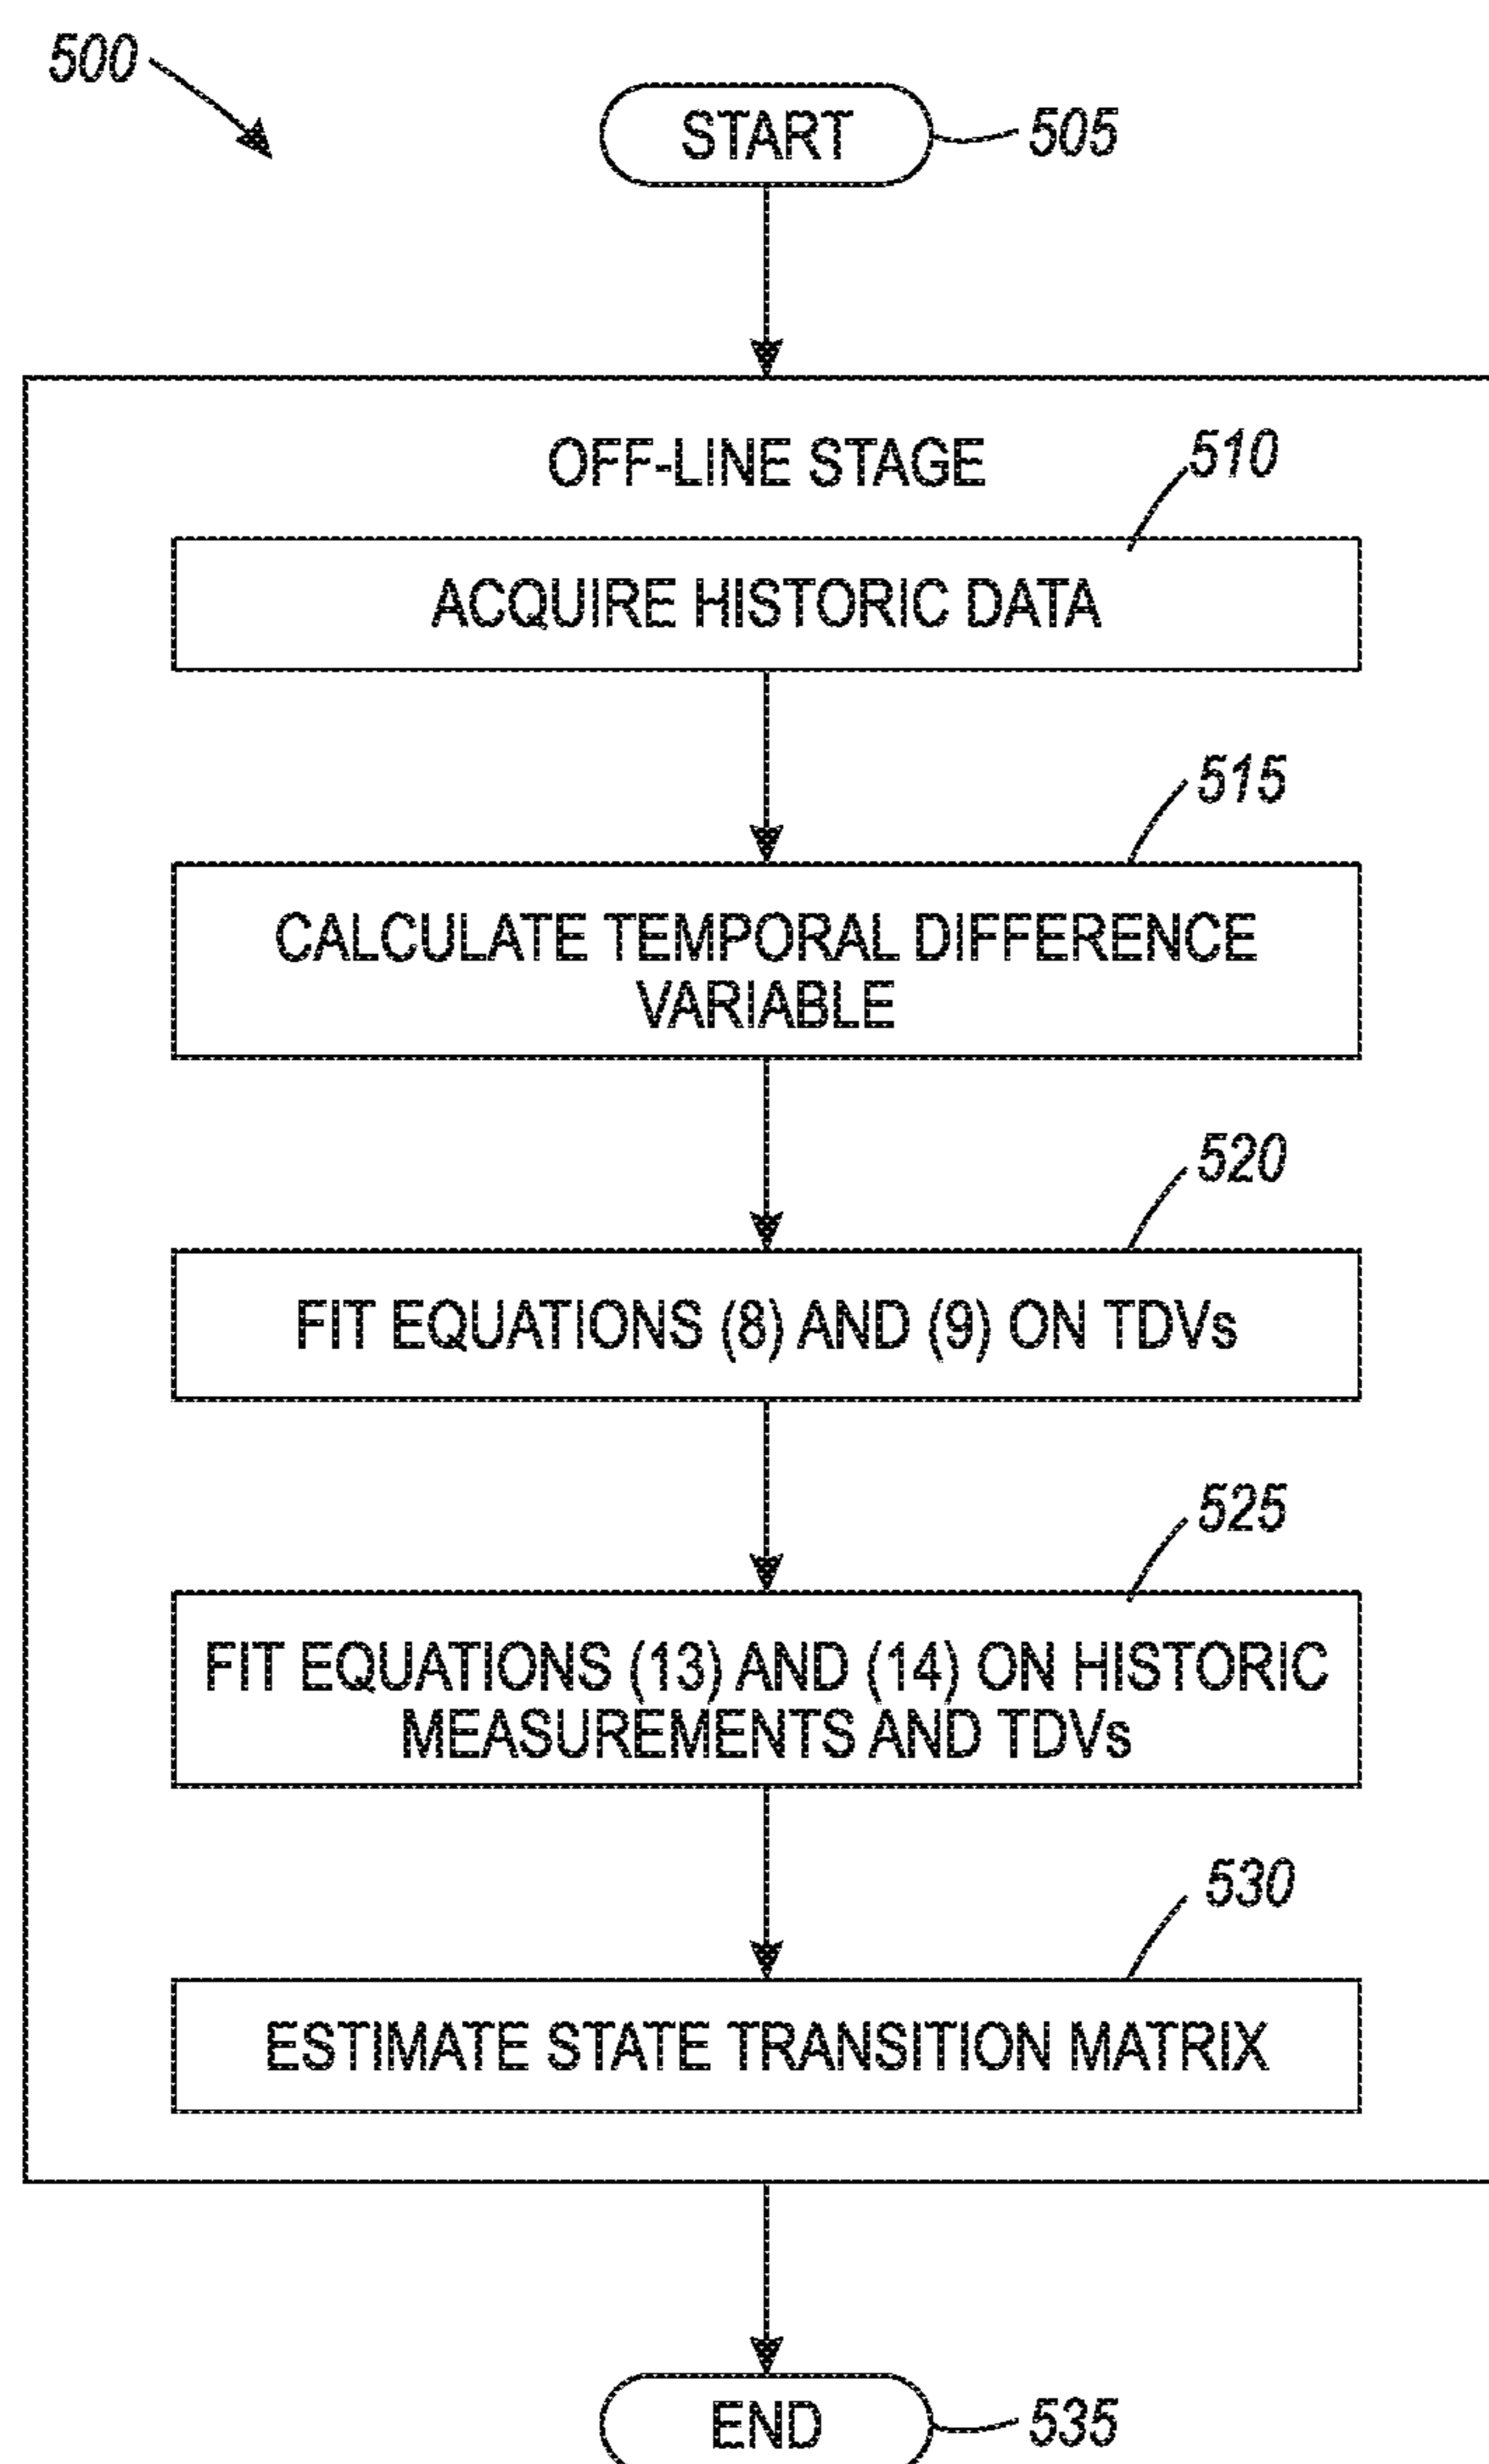 500
START
505
OFF-LINE STAGE
510
ACQUIRE HISTORIC DATA
515
CALCULATE TEMPORAL DIFFERENCE
VARIABLE
520
FIT EQUATIONS (8) AND (9) ON TDVs
525
FIT EQUATIONS (13) AND (14) ON HISTORIC
MEASUREMENTS AND TDVs
530
ESTIMATE STATE TRANSITION MATRIX
END
535